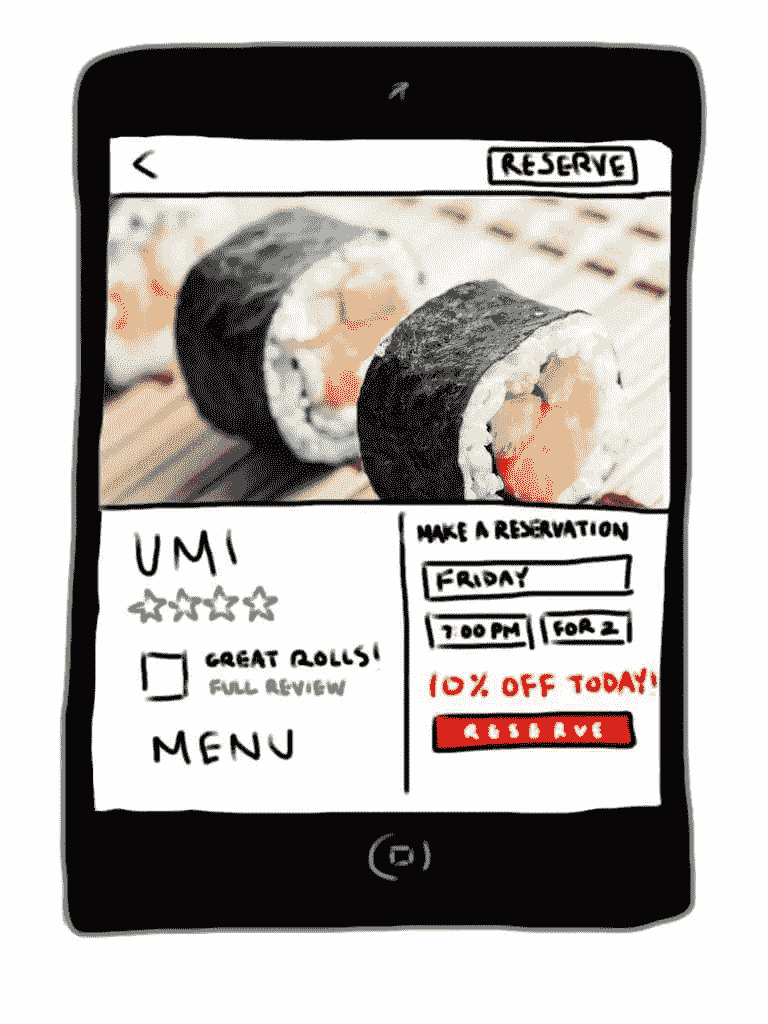 RESERVE
UMI
GREAT ROLLS!
FULL REVIEW
MENU
MAKE A RESERVATION
FRIDAY
7:00 PM FOR 2
10% OFF TODAY!
RESERVE